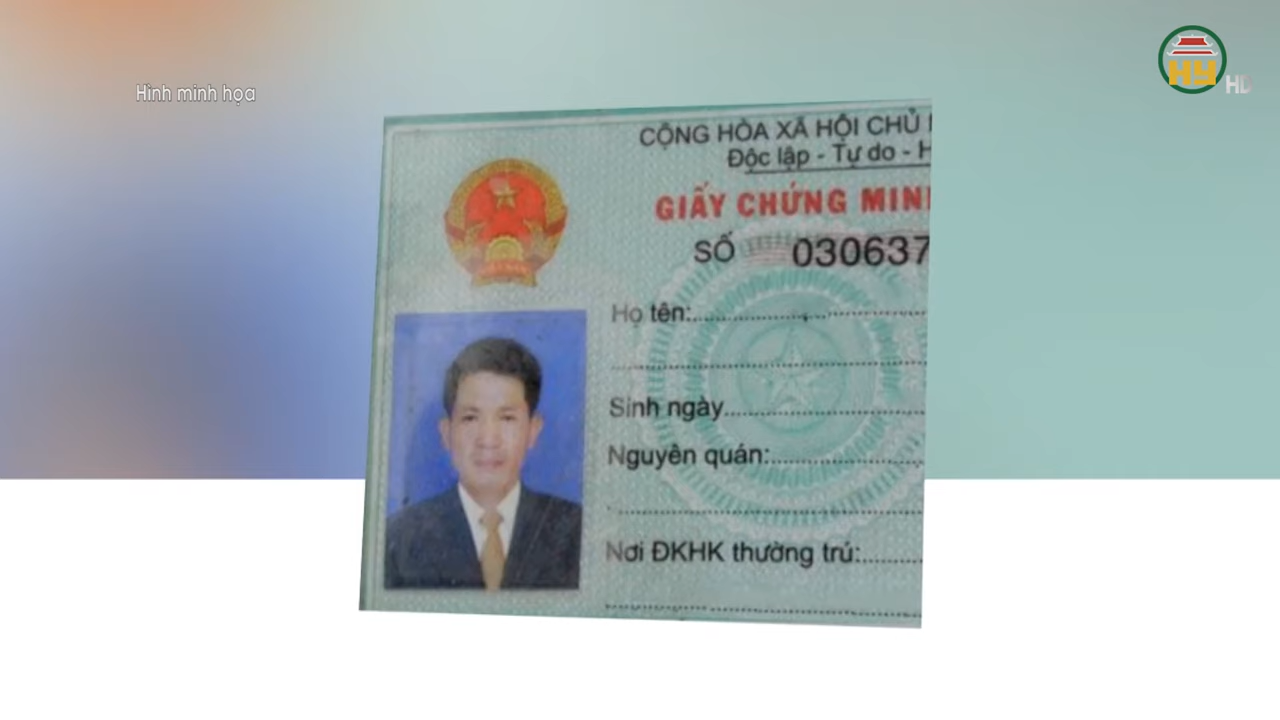 Hình minh họa
HY
HD
CỘNG HÒA XÃ HỘI CHỦ
Độc lập - Tự do - H
GIẤY CHỨNG MIN
SỐ 030637
Họ tên:
Sinh ngày
Nguyên quán:
Nơi ĐKHK thường trú: